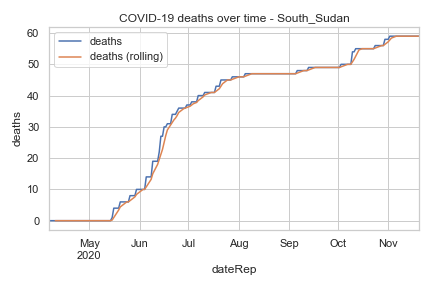 COVID-19 deaths over time - South_Sudan
deaths
deaths (rolling)
60
50
40
30
20
10
0
deaths
May Jun Jul Aug Sep Oct Nov
2020
dateRep